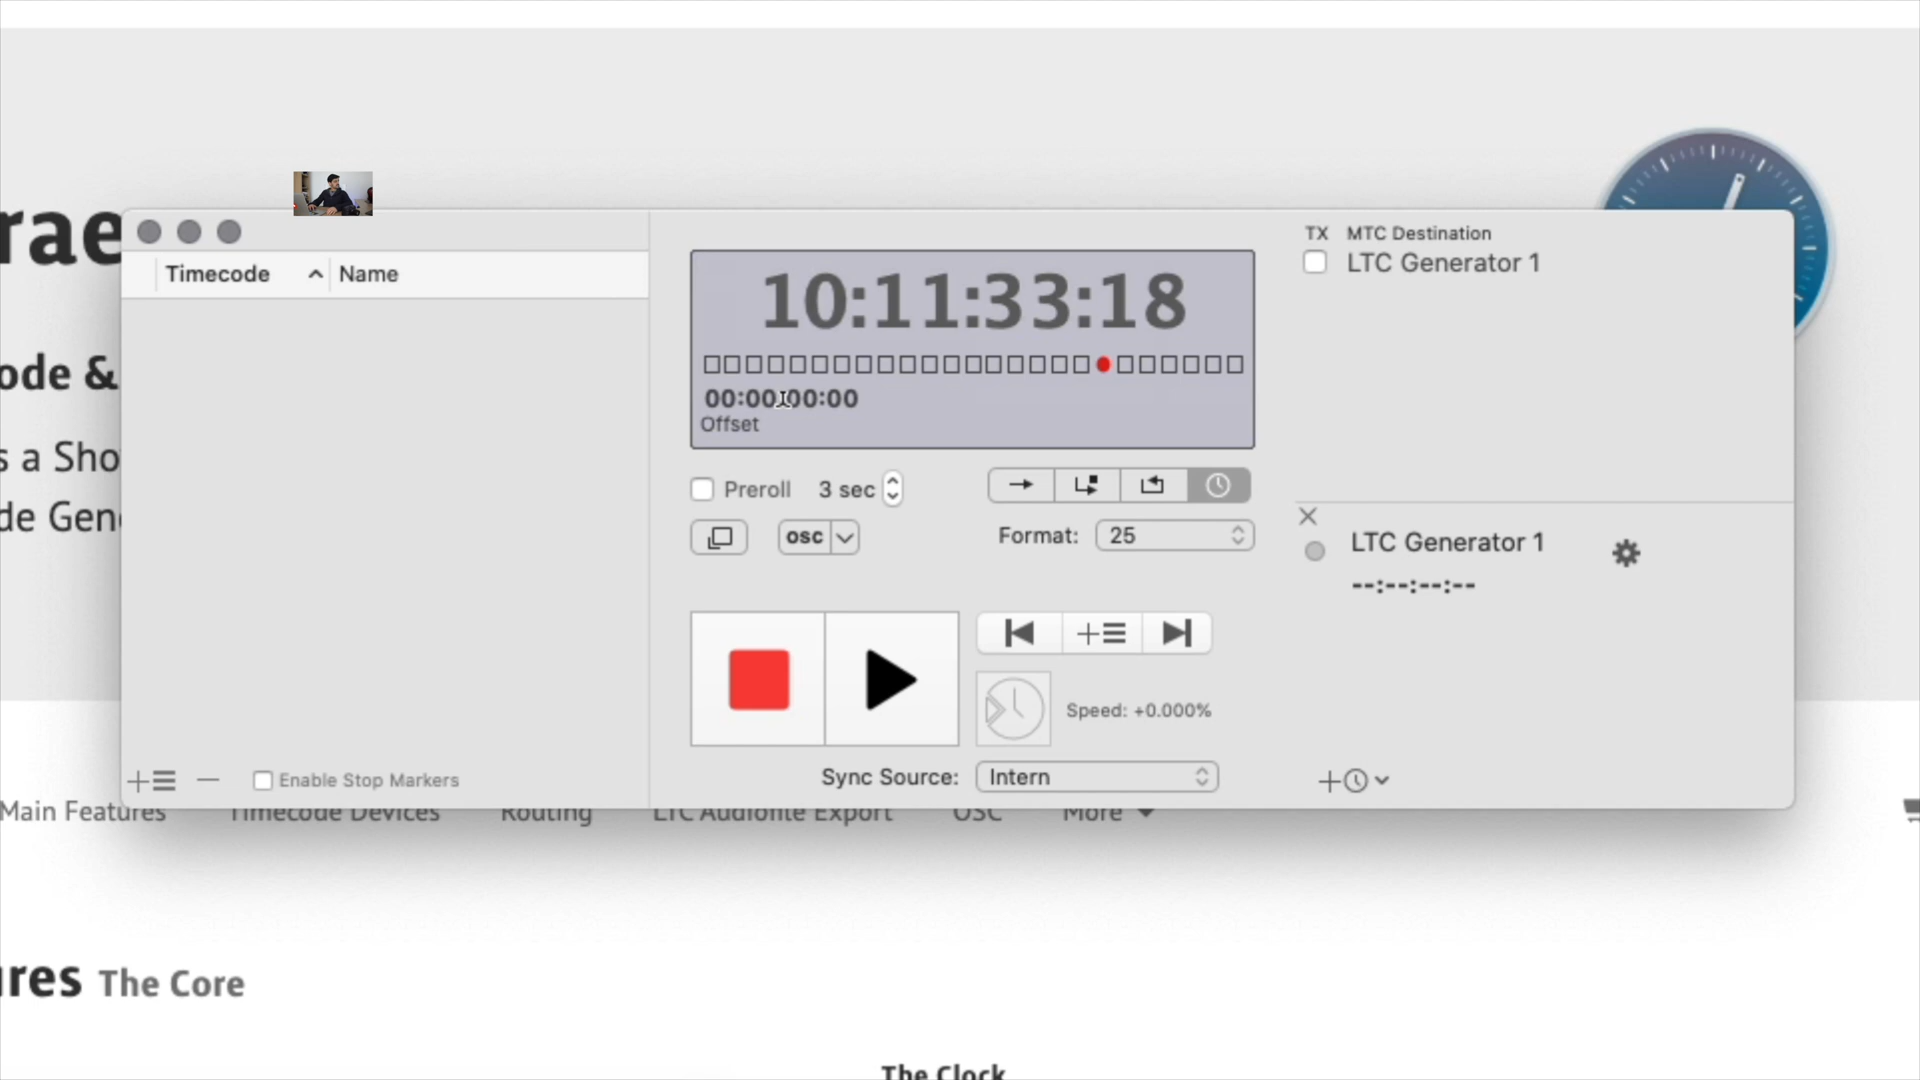 rae
Timecode
Name
10:11:33:18
00:00:00:00
Offset
TX MTC Destination
LTC Generator 1
ode &
s a Sho
de Gen
Preroll 3 sec
osc
Format: 25
LTC Generator 1
--:--:--:--
Speed: +0.000%
Sync Source: Intern
Enable Stop Markers
Main Features Timecode Devices Routing LTC Audiofile Export OSC More
ures The Core
The Clock